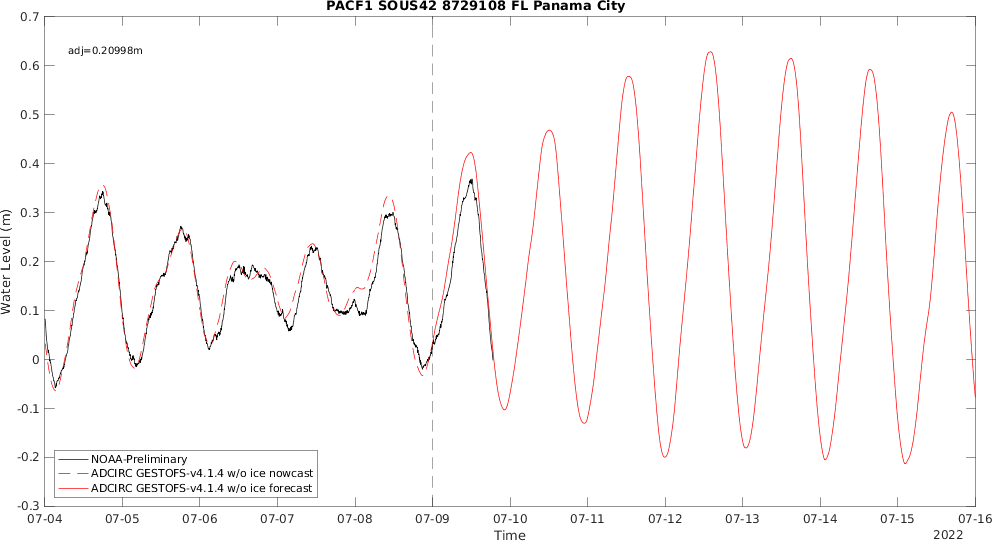 PACF1 SOUS42 8729108 FL Panama City
adj=0.20998m
0.7
0.6
0.5
0.4
0.3
0.2
0.1
0
-0.1
-0.2
-0.3
Water Level (m)
NOAA-Preliminary
ADCIRC GESTOFS-v4.1.4 w/o ice nowcast
ADCIRC GESTOFS-v4.1.4 w/o ice forecast
07-04 07-05 07-06 07-07 07-08 07-09 07-10 07-11 07-12 07-13 07-14 07-15 07-16
Time
2022